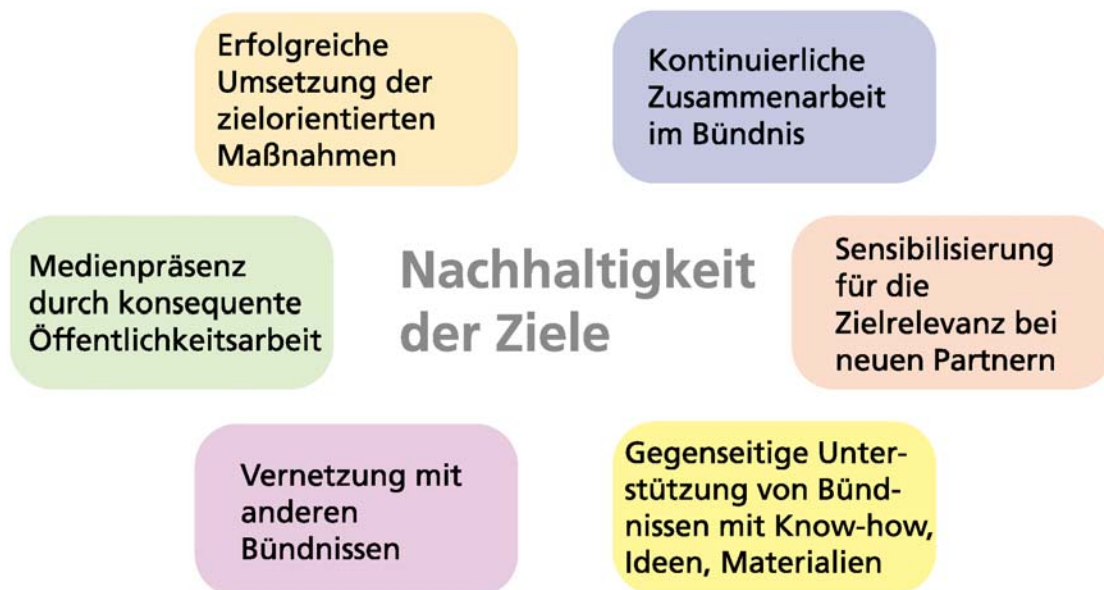 Erfolgreiche
Umsetzung der
zielorientierten
Maßnahmen
Kontinuierliche
Zusammenarbeit
im Bündnis
Medienpräsenz
durch konsequente
Öffentlichkeitsarbeit
Nachhaltigkeit
der Ziele
Sensibilisierung
für die
Zielrelevanz bei
neuen Partnern
Vernetzung mit
anderen
Bündnissen
Gegenseitige Unter-
stützung von Bünd-
nissen mit Know-how,
Ideen, Materialien